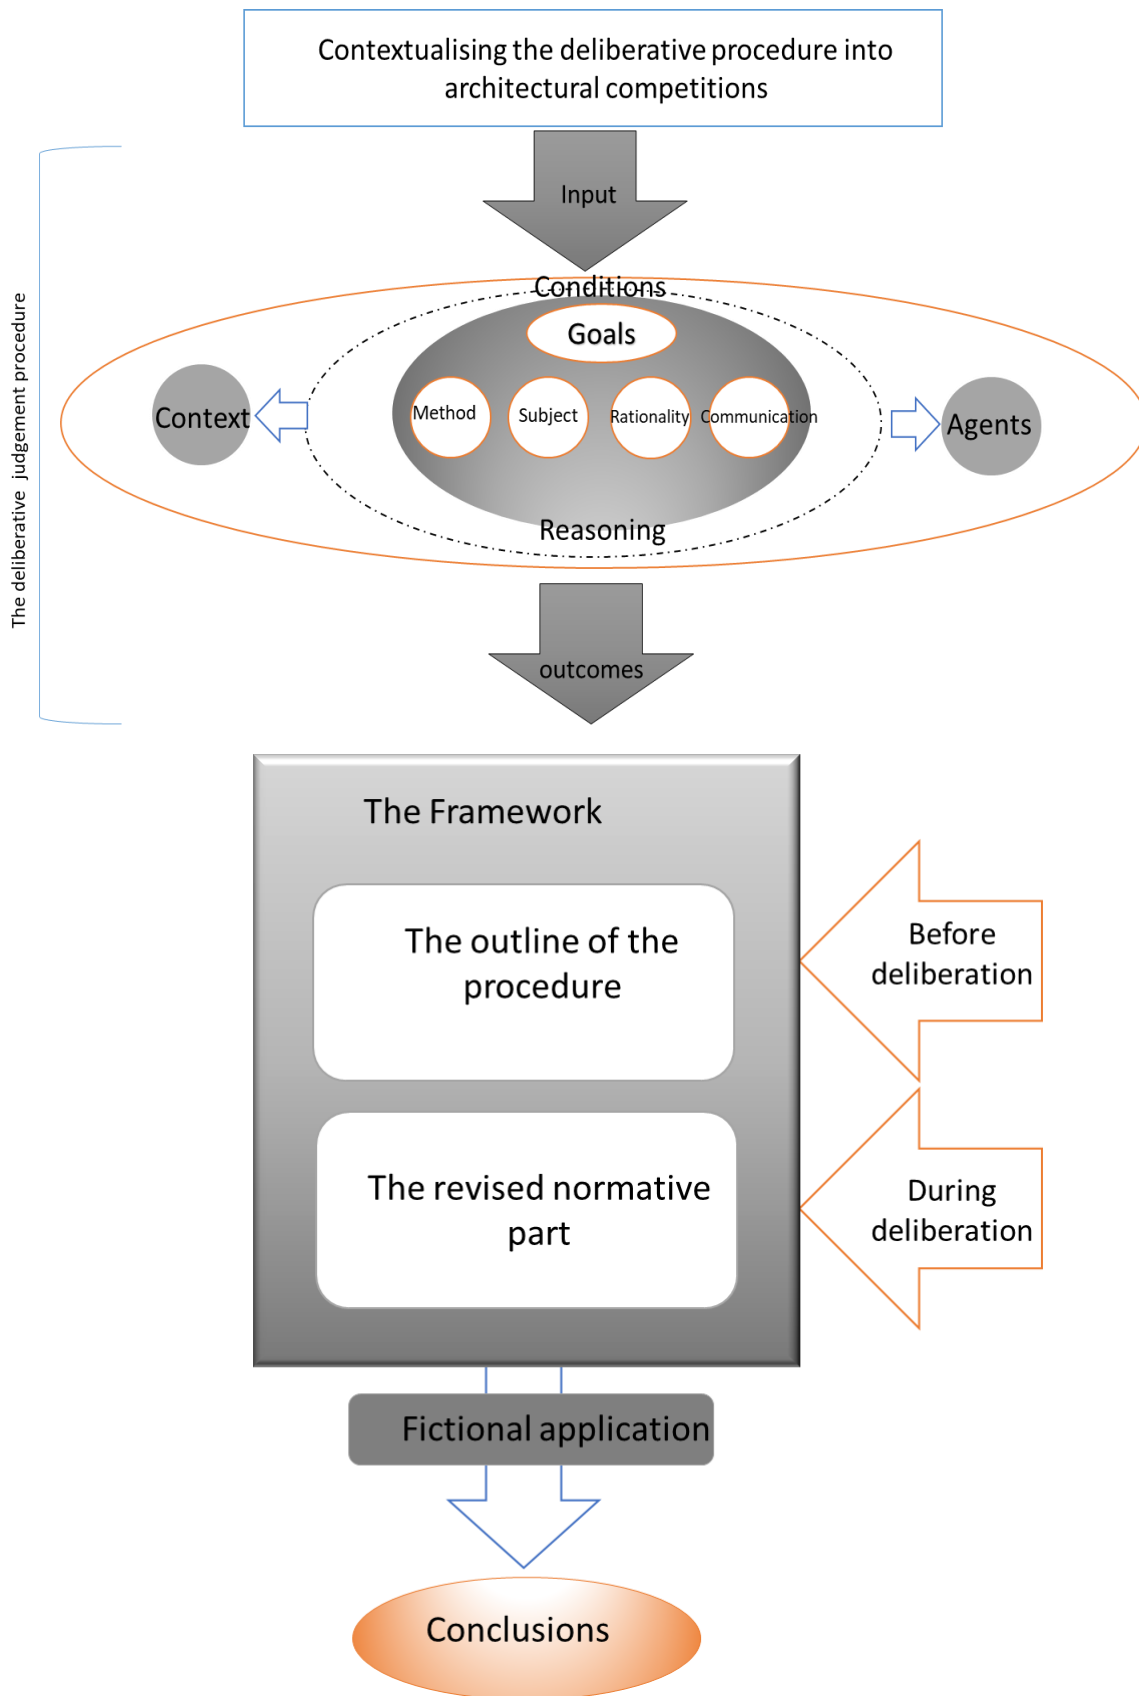 Contextualising the deliberative procedure into
architectural competitions
Input
The deliberative judgement procedure
Conditions
Goals
Context
Method
Subject
Rationality
Communication
Agents
Reasoning
outcomes
The Framework
The outline of the
procedure
Before
deliberation
The revised normative
part
During
deliberation
Fictional application
Conclusions